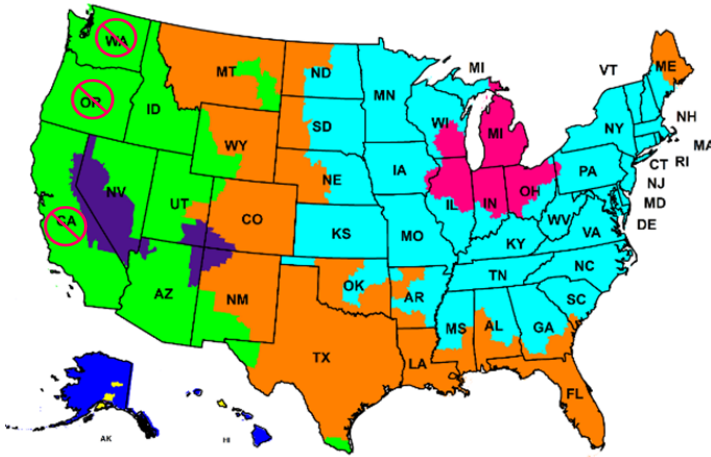 WA
MT
ND
MI
VT
ME
OR
ID
MN
WI
MI
NH
SD
WY
NY
MA
IA
NE
PA
CT
RI
NV
UT
IL
IN
OH
NJ
CA
CO
KS
MO
WV
MD
VA
DE
KY
AZ
NM
OK
AR
TN
NC
SC
MS
AL
GA
TX
LA
FL
AK
HI